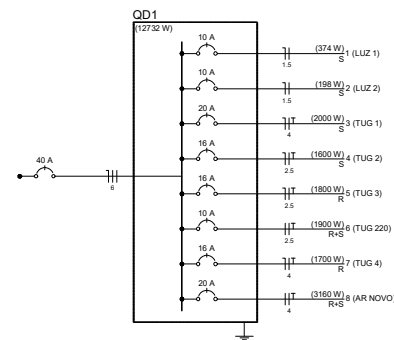 QD1
(12732 W)
10 A
(374 W)
1 (LUZ 1)
S
1.5
10 A
(198 W)
2 (LUZ 2)
S
1.5
20 A
(2000 W)
3 (TUG 1)
S
4
16 A
(1600 W)
4 (TUG 2)
S
2.5
40 A
6
16 A
(1800 W)
5 (TUG 3)
R
2.5
10 A
(1900 W)
6 (TUG 220)
R+S
2.5
16 A
(1700 W)
7 (TUG 4)
R
4
20 A
(3160 W)
8 (AR NOVO)
R+S
4